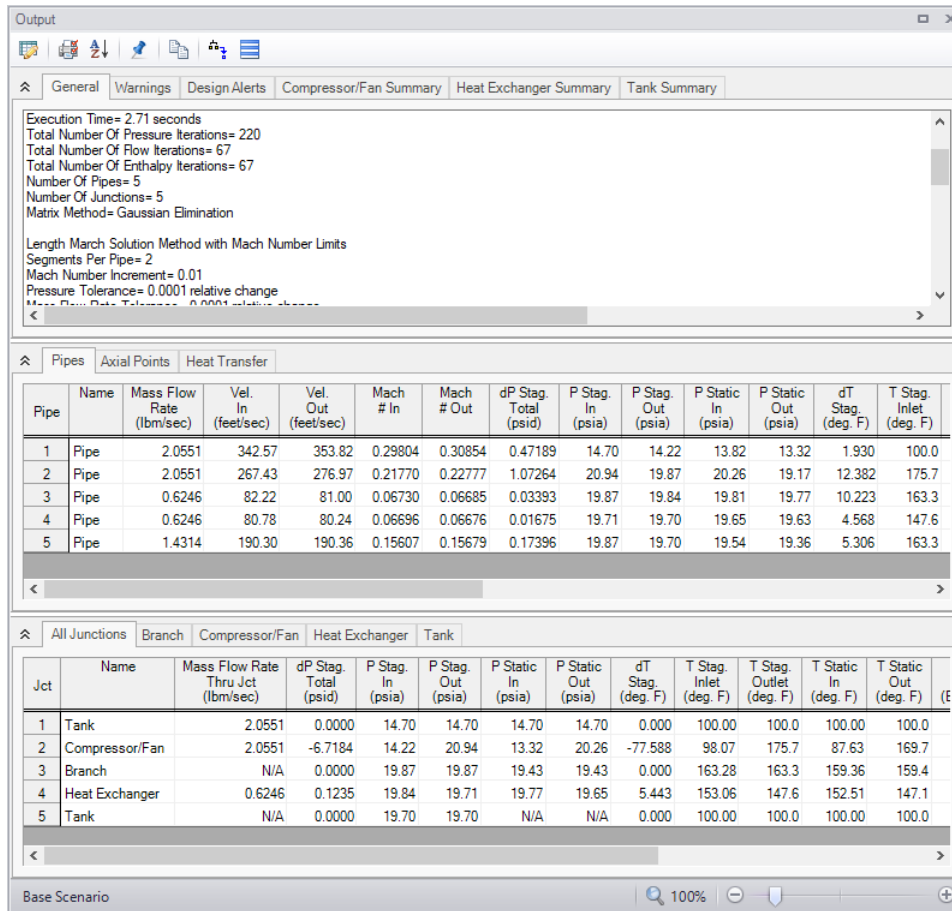 Output
General Warnings Design Alerts Compressor/Fan Summary Heat Exchanger Summary Tank Summary
Execution Time= 2.71 seconds
Total Number Of Pressure Iterations= 220
Total Number Of Flow Iterations= 67
Total Number Of Enthalpy Iterations= 67
Number Of Pipes= 5
Number Of Junctions= 5
Matrix Method= Gaussian Elimination
Length March Solution Method with Mach Number Limits
Segments Per Pipe= 2
Mach Number Increment= 0.01
Pressure Tolerance= 0.0001 relative change
Mass Flow Rate Tolerance= 0.0001 relative change
Pipes Axial Points Heat Transfer
Pipe Name Mass Flow Rate (lbm/sec) Vel. In (feet/sec) Vel. Out (feet/sec) Mach # In Mach # Out dP Stag. Total (psid) P Stag. In (psia) P Stag. Out (psia) P Static In (psia) P Static Out (psia) dT Stag. (deg. F) T Stag. Inlet (deg. F)
1 Pipe 2.0551 342.57 353.82 0.29804 0.30854 0.47189 14.70 14.22 13.82 13.32 1.930 100.0
2 Pipe 2.0551 267.43 276.97 0.21770 0.22777 1.07264 20.94 19.87 20.26 19.17 12.382 175.7
3 Pipe 0.6246 82.22 81.00 0.06730 0.06685 0.03393 19.87 19.84 19.81 19.77 10.223 163.3
4 Pipe 0.6246 80.78 80.24 0.06696 0.06676 0.01675 19.71 19.70 19.65 19.63 4.568 147.6
5 Pipe 1.4314 190.30 190.36 0.15607 0.15679 0.17396 19.87 19.70 19.54 19.36 5.306 163.3
All Junctions Branch Compressor/Fan Heat Exchanger Tank
Jct Name Mass Flow Rate Thru Jct (lbm/sec) dP Stag. Total (psid) P Stag. In (psia) P Stag. Out (psia) P Static In (psia) P Static Out (psia) dT Stag. (deg. F) T Stag. Inlet (deg. F) T Stag. Outlet (deg. F) T Static In (deg. F) T Static Out (deg. F)
1 Tank 2.0551 0.0000 14.70 14.70 14.70 14.70 0.000 100.00 100.0 100.00 100.0
2 Compressor/Fan 2.0551 -6.7184 14.22 20.94 13.32 20.26 -77.588 98.07 175.7 87.63 169.7
3 Branch N/A 0.0000 19.87 19.87 19.43 19.43 0.000 163.28 163.3 159.36 159.4
4 Heat Exchanger 0.6246 0.1235 19.84 19.71 19.77 19.65 5.443 153.06 147.6 152.51 147.1
5 Tank N/A 0.0000 19.70 19.70 N/A N/A 0.000 100.00 100.0 100.00 100.0
Base Scenario 100%